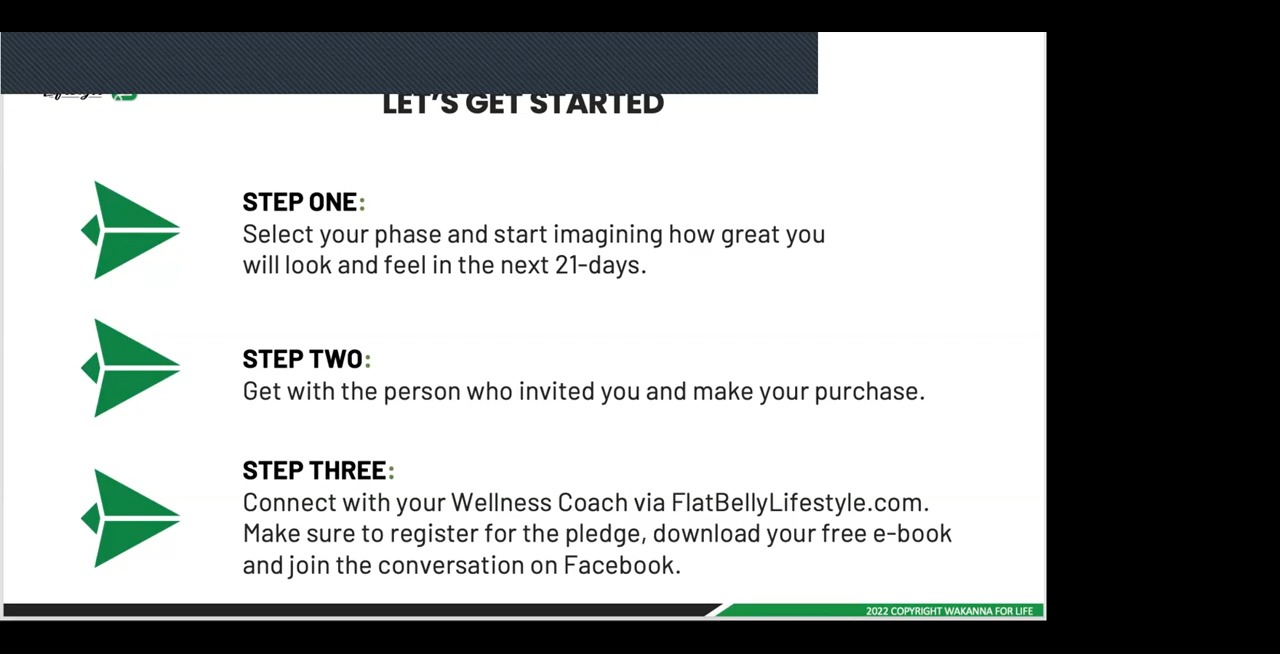 LET'S GET STARTED
STEP ONE:
Select your phase and start imagining how great you
will look and feel in the next 21-days.
STEP TWO:
Get with the person who invited you and make your purchase.
STEP THREE:
Connect with your Wellness Coach via FlatBellyLifestyle.com.
Make sure to register for the pledge, download your free e-book
and join the conversation on Facebook.
2022 COPYRIGHT WAKANNA FOR LIFE